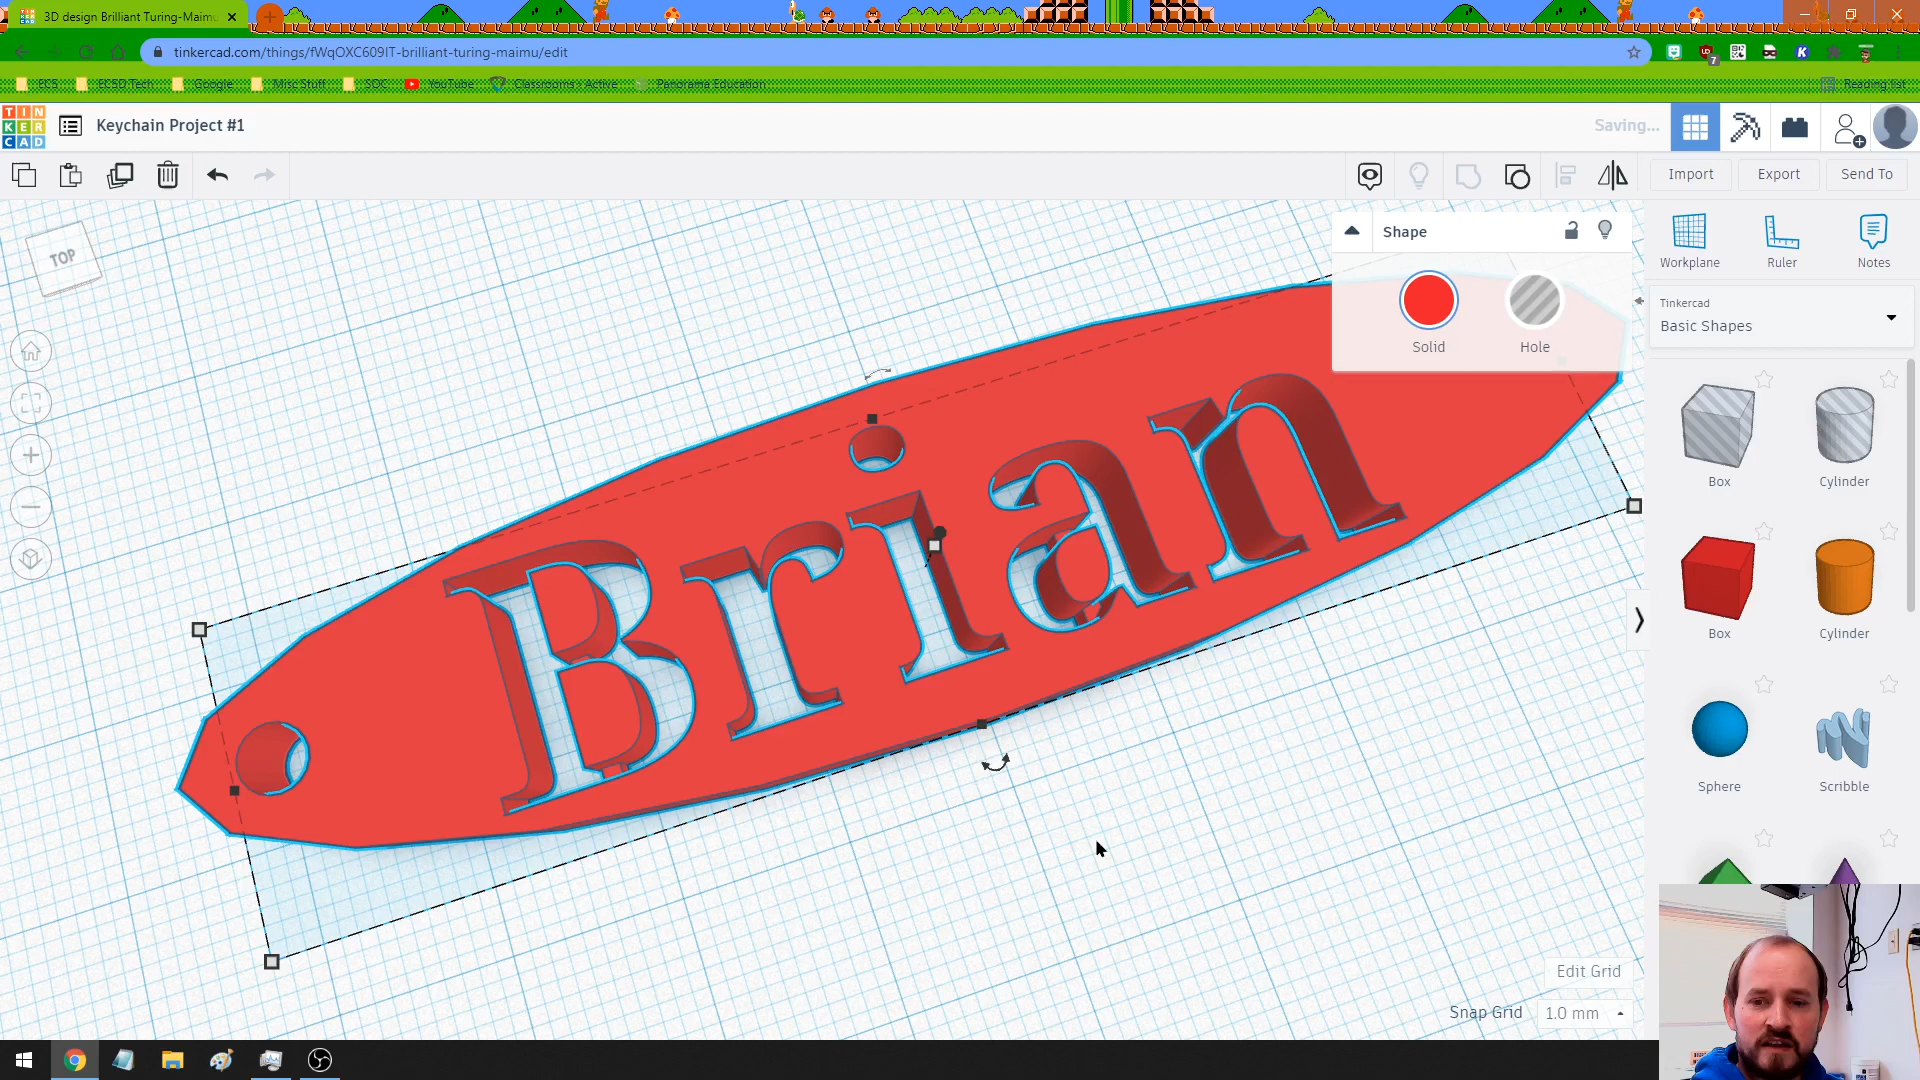 3D design Brilliant Turing-Maimu
tinkercad.com/things/fWqOXC609IT-brilliant-turing-maimu/edit
7
ECS
ECSD Tech
Google
Misc Stuff
SOC
YouTube
Classrooms - Active
Panorama Education
Reading list
TIN
KER
CAD
Keychain Project #1
Saving...
Import
Export
Send To
TOP
Shape
Solid
Hole
Workplane
Ruler
Notes
Tinkercad
Basic Shapes
Box
Cylinder
Box
Cylinder
Sphere
Scribble
Brian
Edit Grid
Snap Grid 1.0 mm